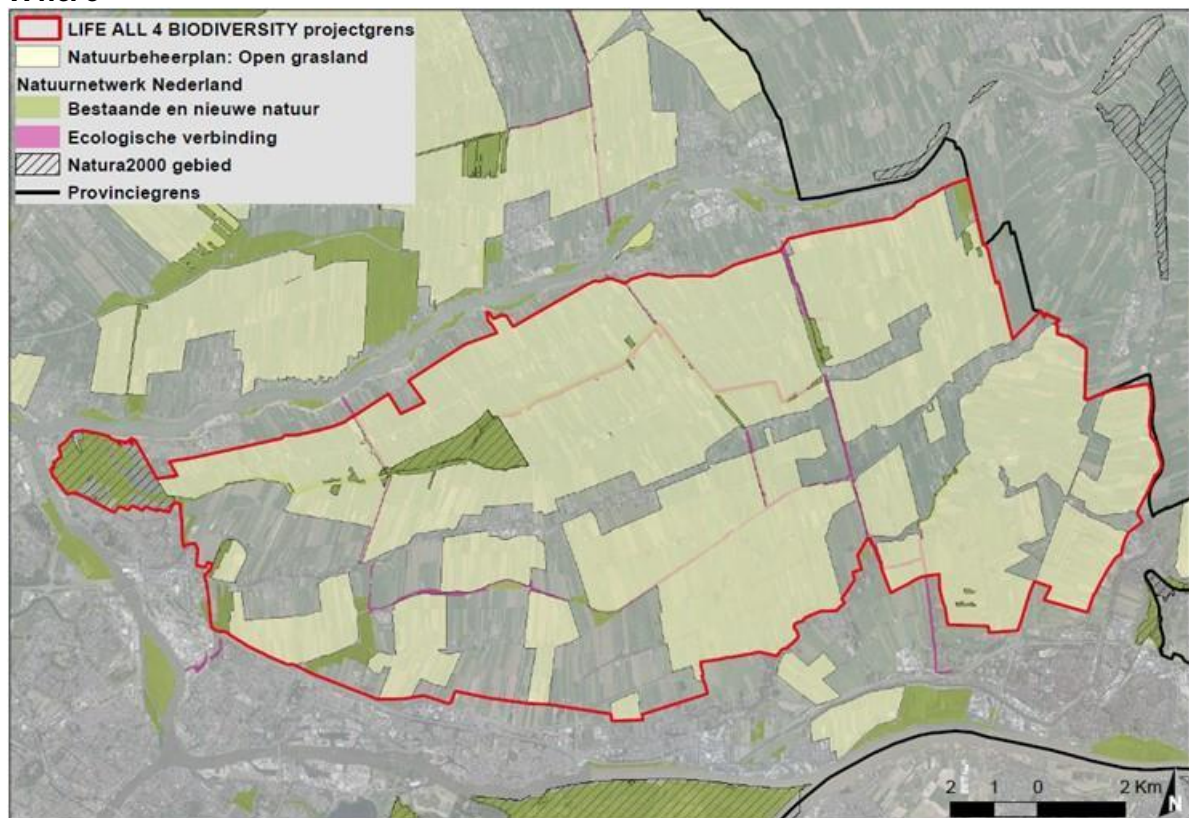 LIFE ALL 4 BIODIVERSITY projectgrens
Natuurbeheerplan: Open grasland
Natuurnetwerk Nederland
Bestaande en nieuwe natuur
Ecologische verbinding
Natura2000 gebied
Provinciegrens
2 1 0 2 Km
N